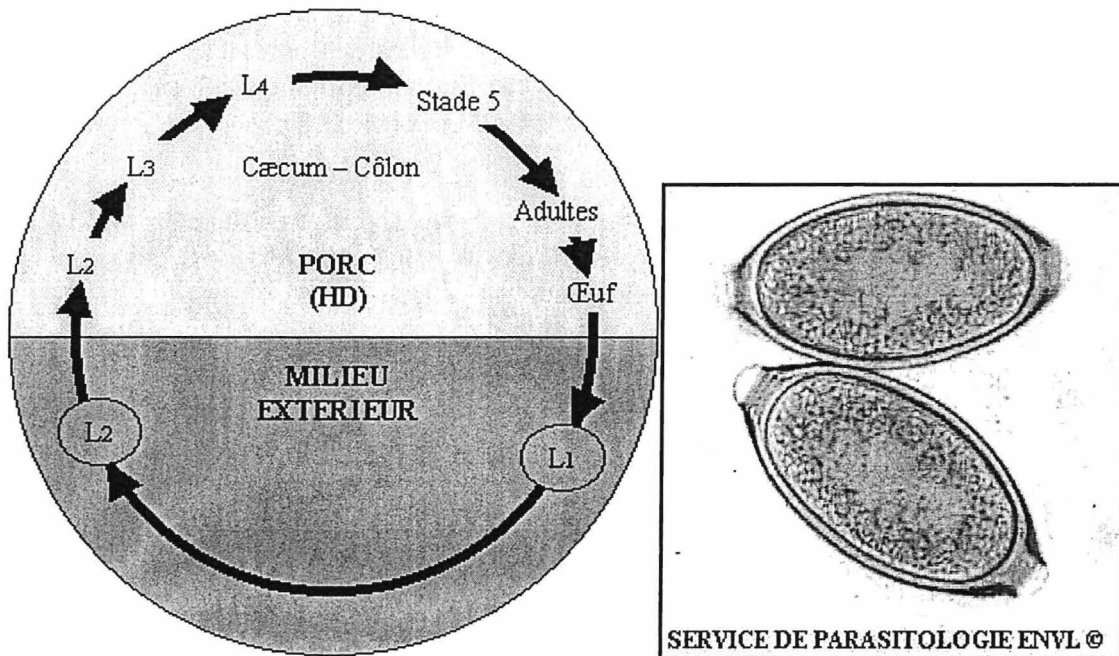 L4
Stade 5
L3
Cæcum – Côlon
Adultes
L2
PORC
(HD)
Œuf
MILIEU
EXTERIEUR
L2
L1
SERVICE DE PARASITOLOGIE ENVL ©